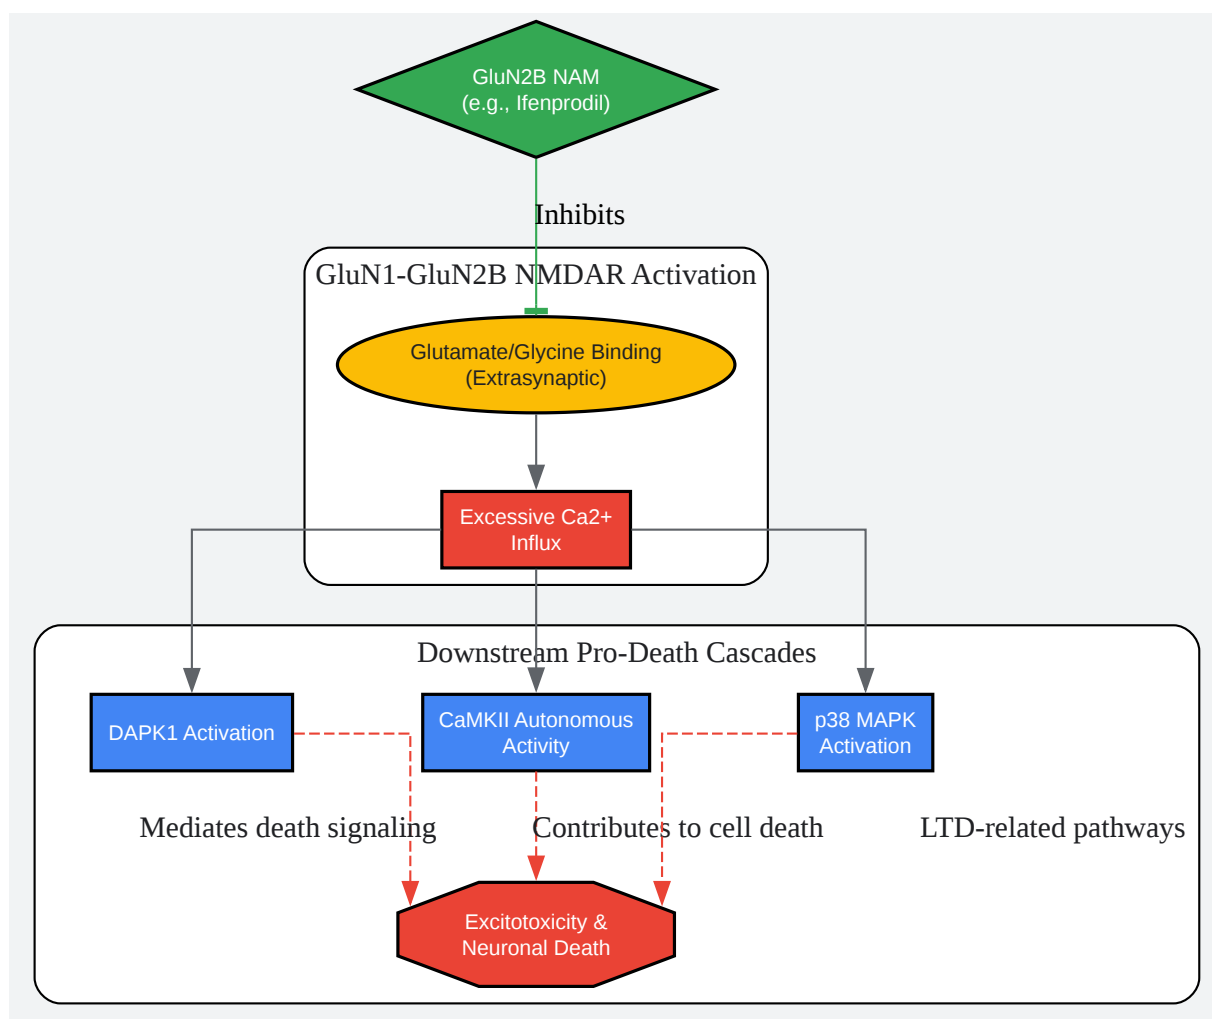 GluN2B NAM
(e.g., Ifenprodil)
Inhibits
GluN1-GluN2B NMDAR Activation
Glutamate/Glycine Binding
(Extrasynaptic)
Excessive Ca2+
Influx
Downstream Pro-Death Cascades
DAPK1 Activation
CaMKII Autonomous
Activity
p38 MAPK
Activation
Mediates death signaling
Contributes to cell death
LTD-related pathways
Excitotoxicity &
Neuronal Death